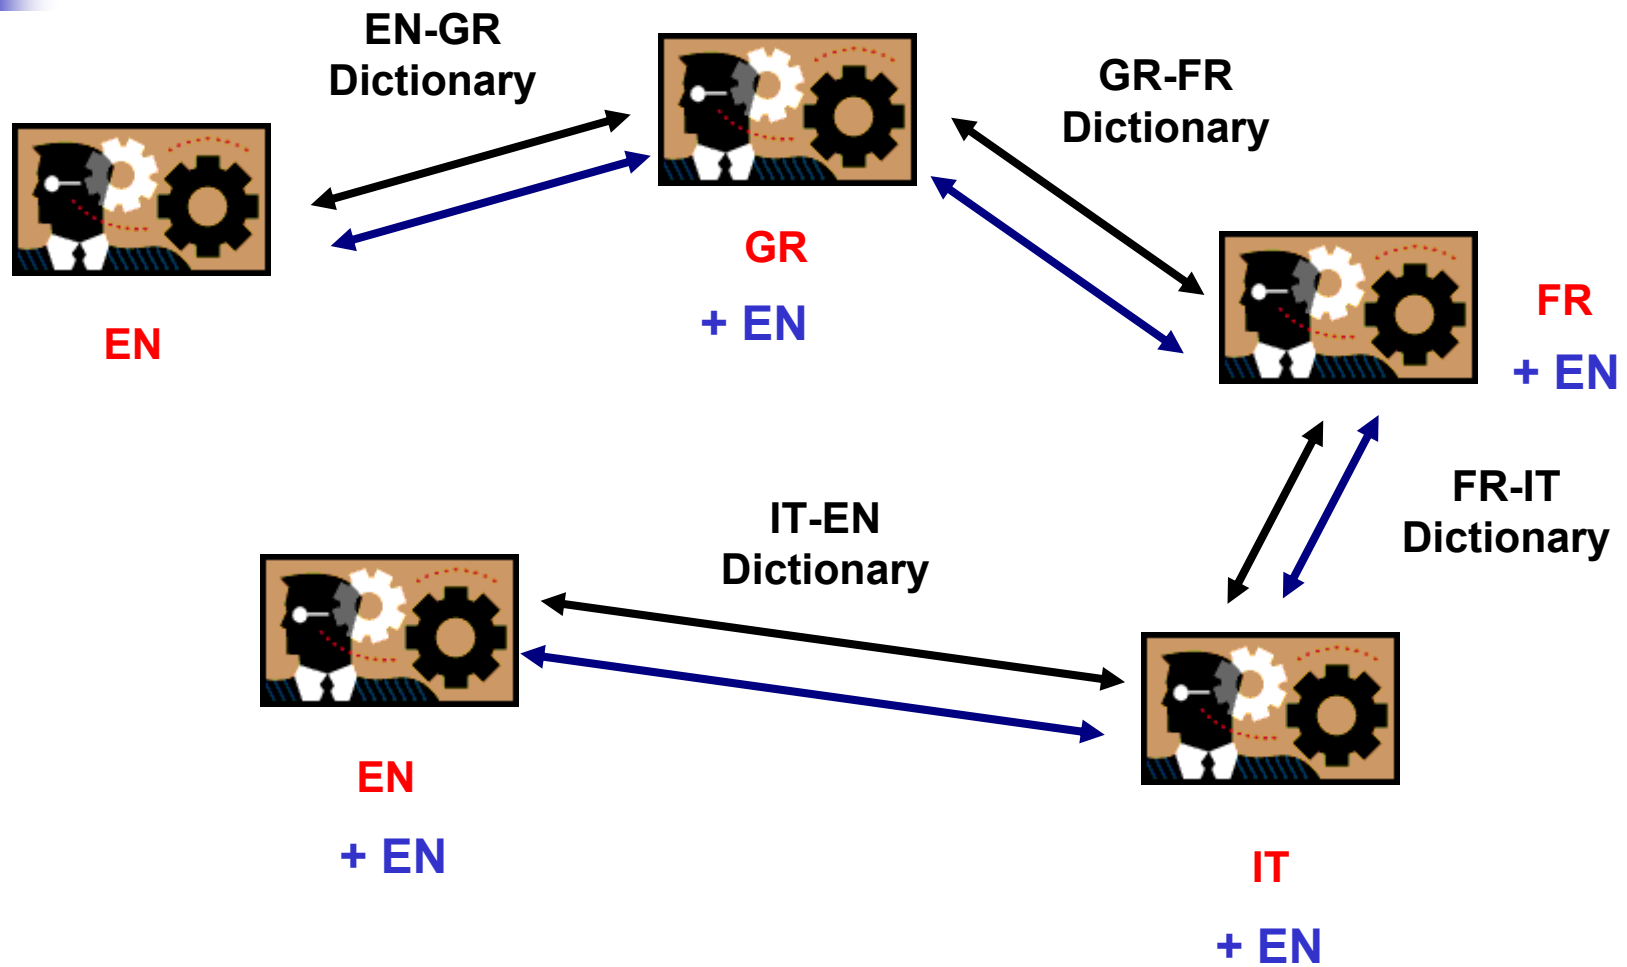 EN-GR
Dictionary
GR-FR
Dictionary
EN
GR
+ EN
FR
+ EN
FR-IT
Dictionary
IT-EN
Dictionary
EN
+ EN
IT
+ EN